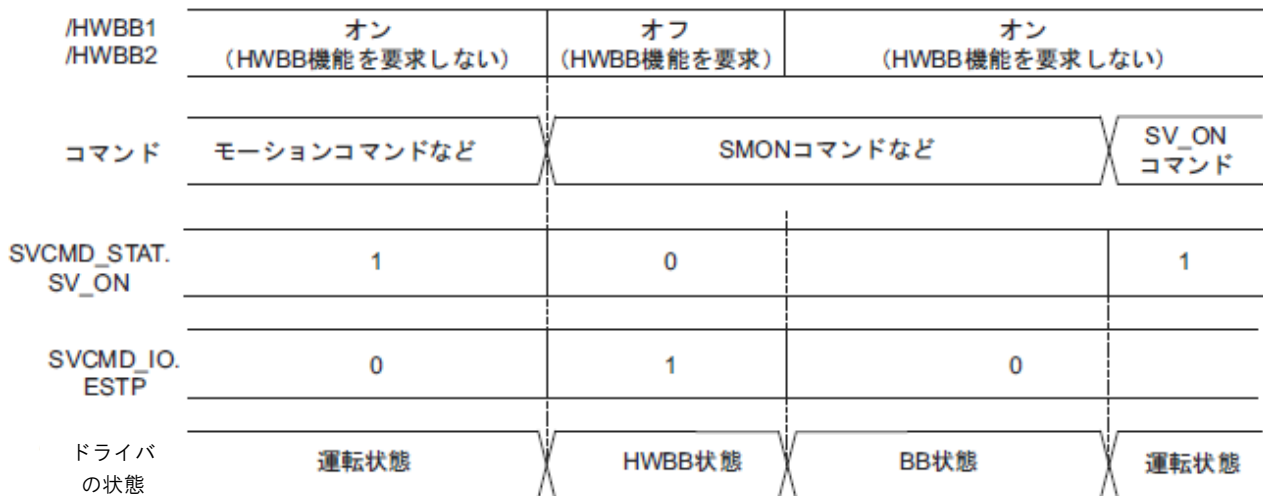 /HWBB1
/HWBB2
オン
（HWBB機能を要求しない）
オフ
（HWBB機能を要求）
オン
（HWBB機能を要求しない）
コマンド
モーションコマンドなど
SMONコマンドなど
SV_ON
コマンド
SVCMD_STAT.
SV_ON
1
0
1
SVCMD_IO.
ESTP
0
1
0
ドライバ
の状態
運転状態
HWBB状態
BB状態
運転状態